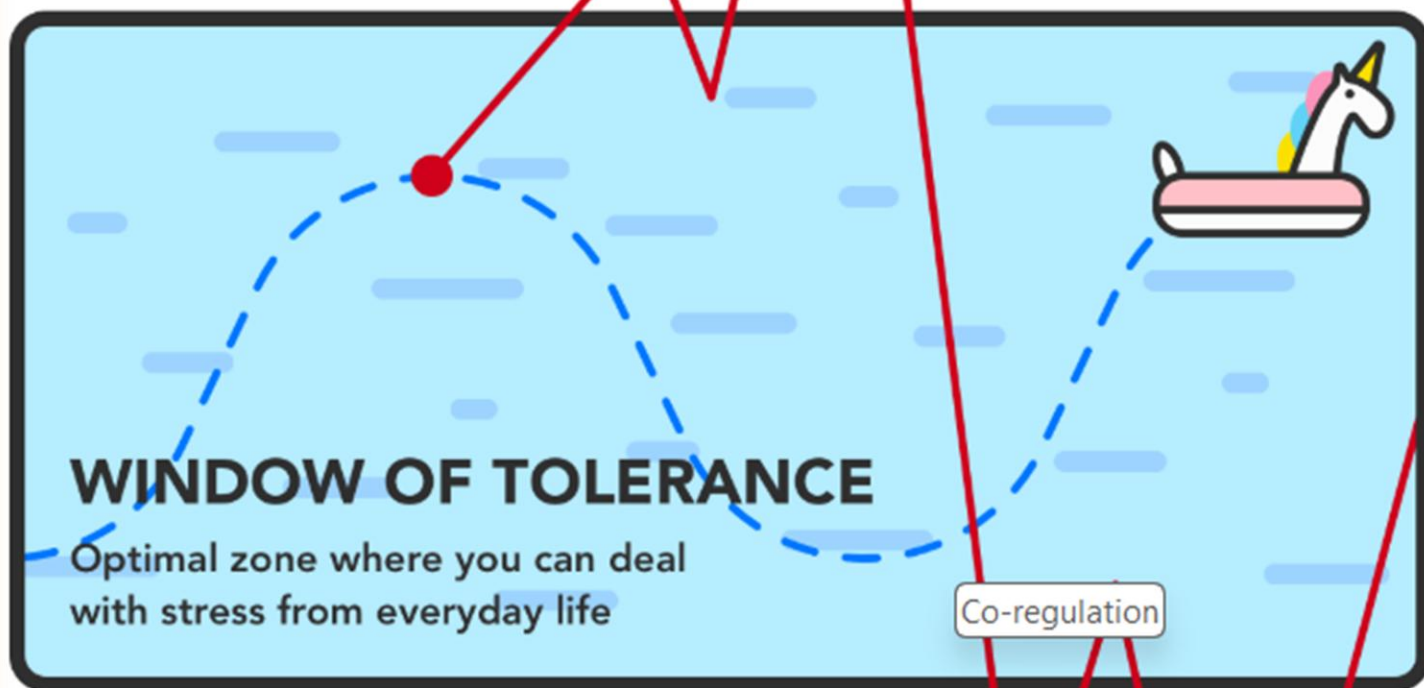 WINDOW OF TOLERANCE
Optimal zone where you can deal
with stress from everyday life
Co-regulation